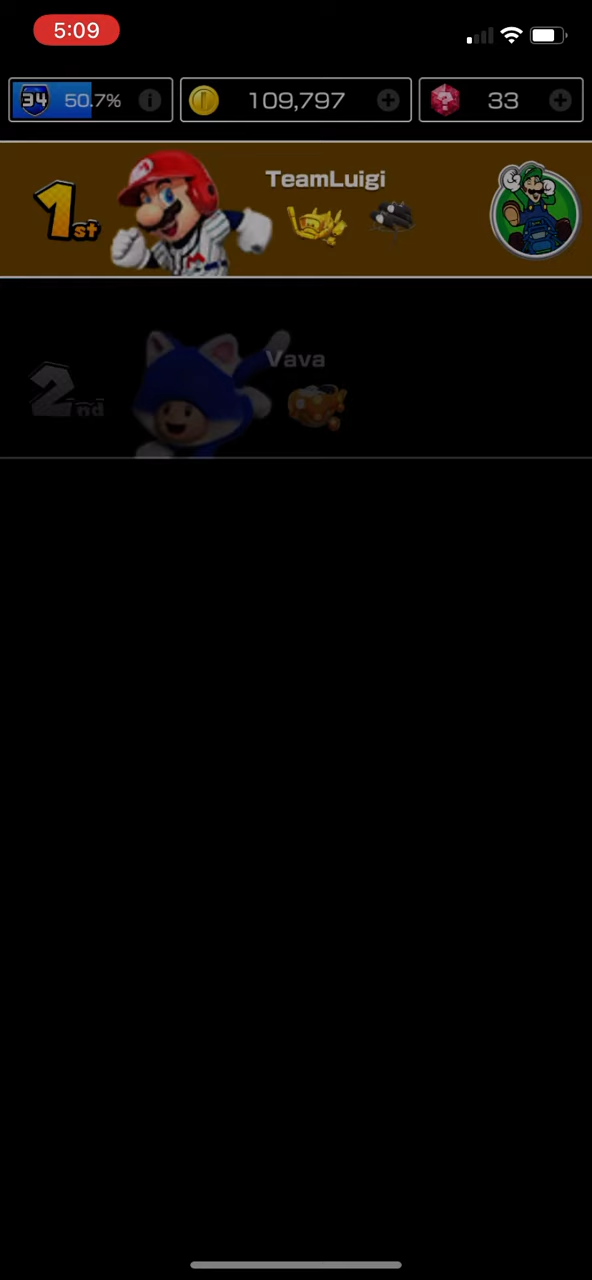 5:09
34 50.7% i 109,797 + ? 33 +
1st TeamLuigi
2nd Vava